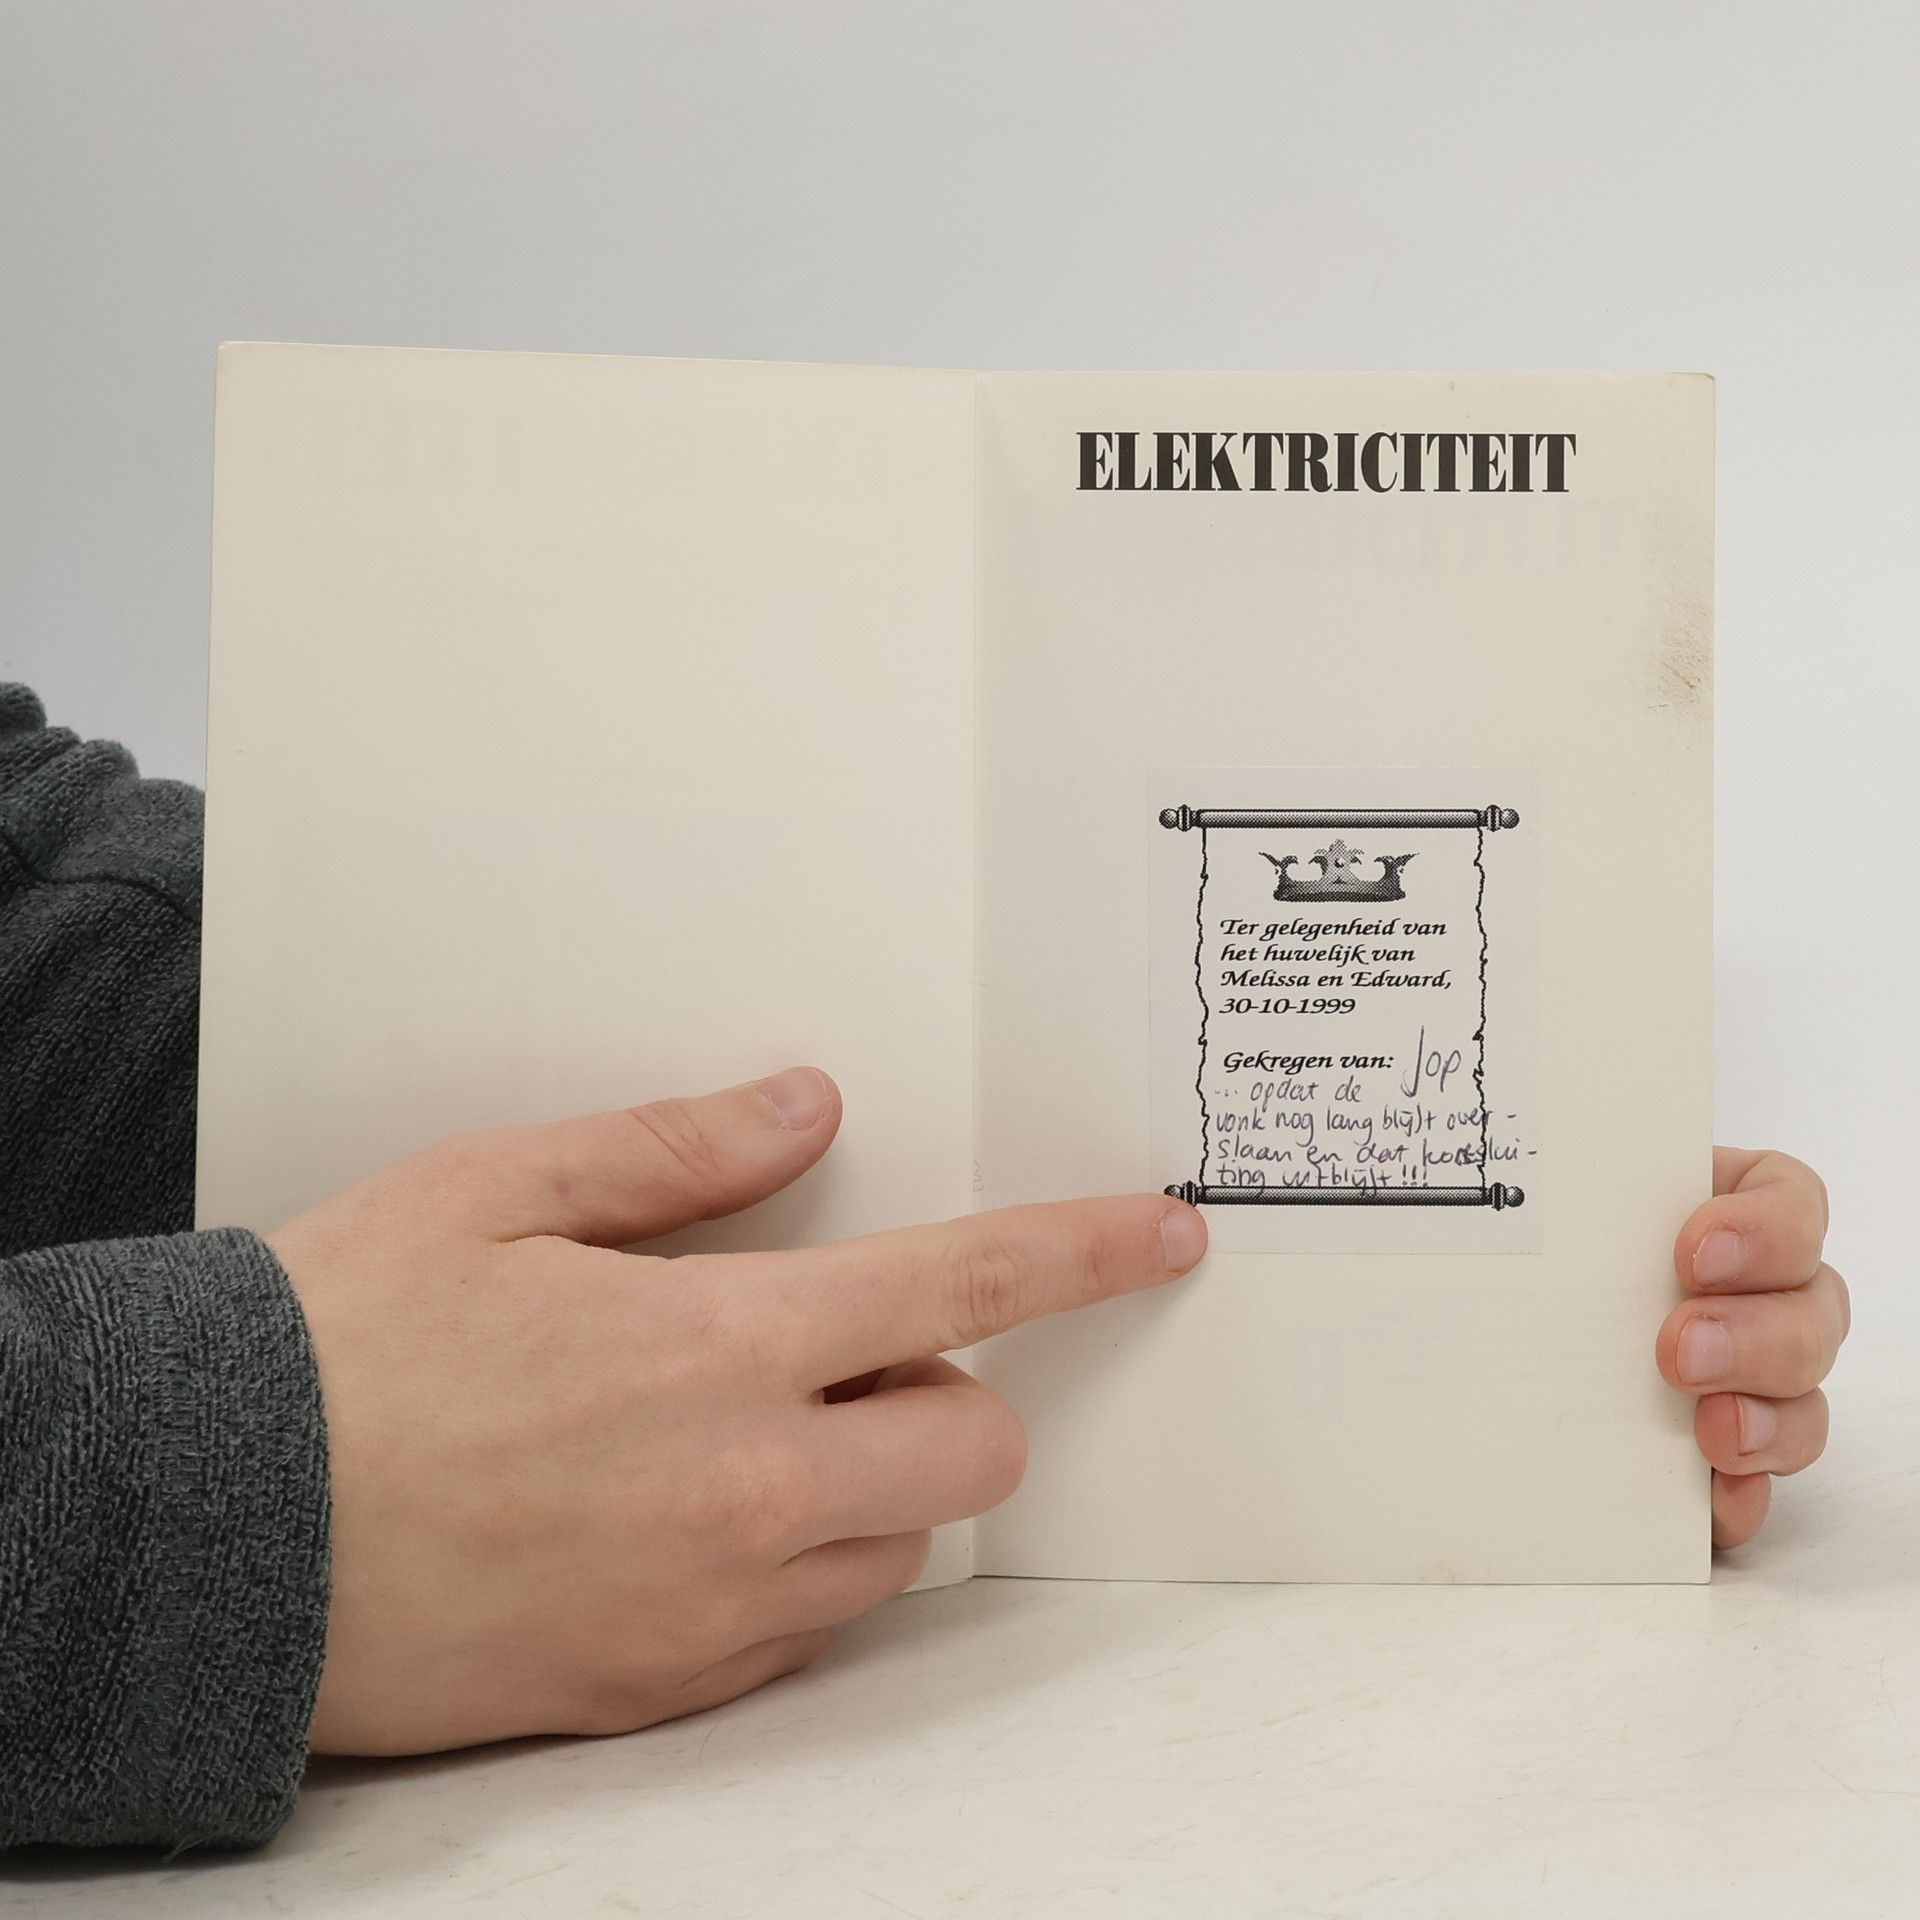 ELEKTRICITEIT
Ter gelegenheid van
het huwelijk van
Melissa en Edward,
30-10-1999
Gekregen van: Jop
... opdat de
vonk nog lang blijft over-
slaan en dat kortslui-
ting uitblijft!!!